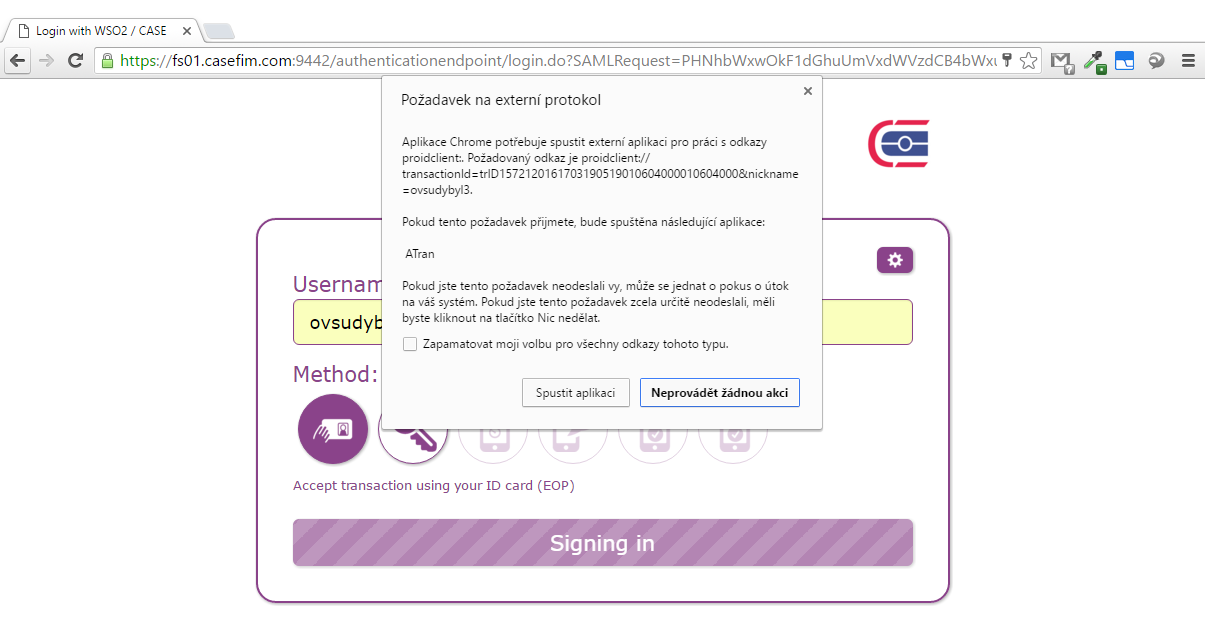 Login with WSO2 / CASE
https://fs01.casefim.com:9442/authenticationendpoint/login.do?SAMLRequest=PHNhbWxwOkF1dGhuUmVxdWVzdCB4bWxu
Požadavek na externí protokol
Aplikace Chrome potřebuje spustit externí aplikaci pro práci s odkazy
proidclient:. Požadovaný odkaz je proidclient://
transactionId=trID1572120161703190519010604000010604000&nickname
=ovsudybyl3.
Pokud tento požadavek přijmete, bude spuštěna následující aplikace:
ATran
Pokud jste tento požadavek neodeslali vy, může se jednat o pokus o útok
na váš systém. Pokud jste tento požadavek zcela určitě neodeslali, měli
byste kliknout na tlačítko Nic nedělat.
Zapamatovat moji volbu pro všechny odkazy tohoto typu.
Spustit aplikaci
Neprovádět žádnou akci
Usernam
ovsudyb
Method:
Accept transaction using your ID card (EOP)
Signing in